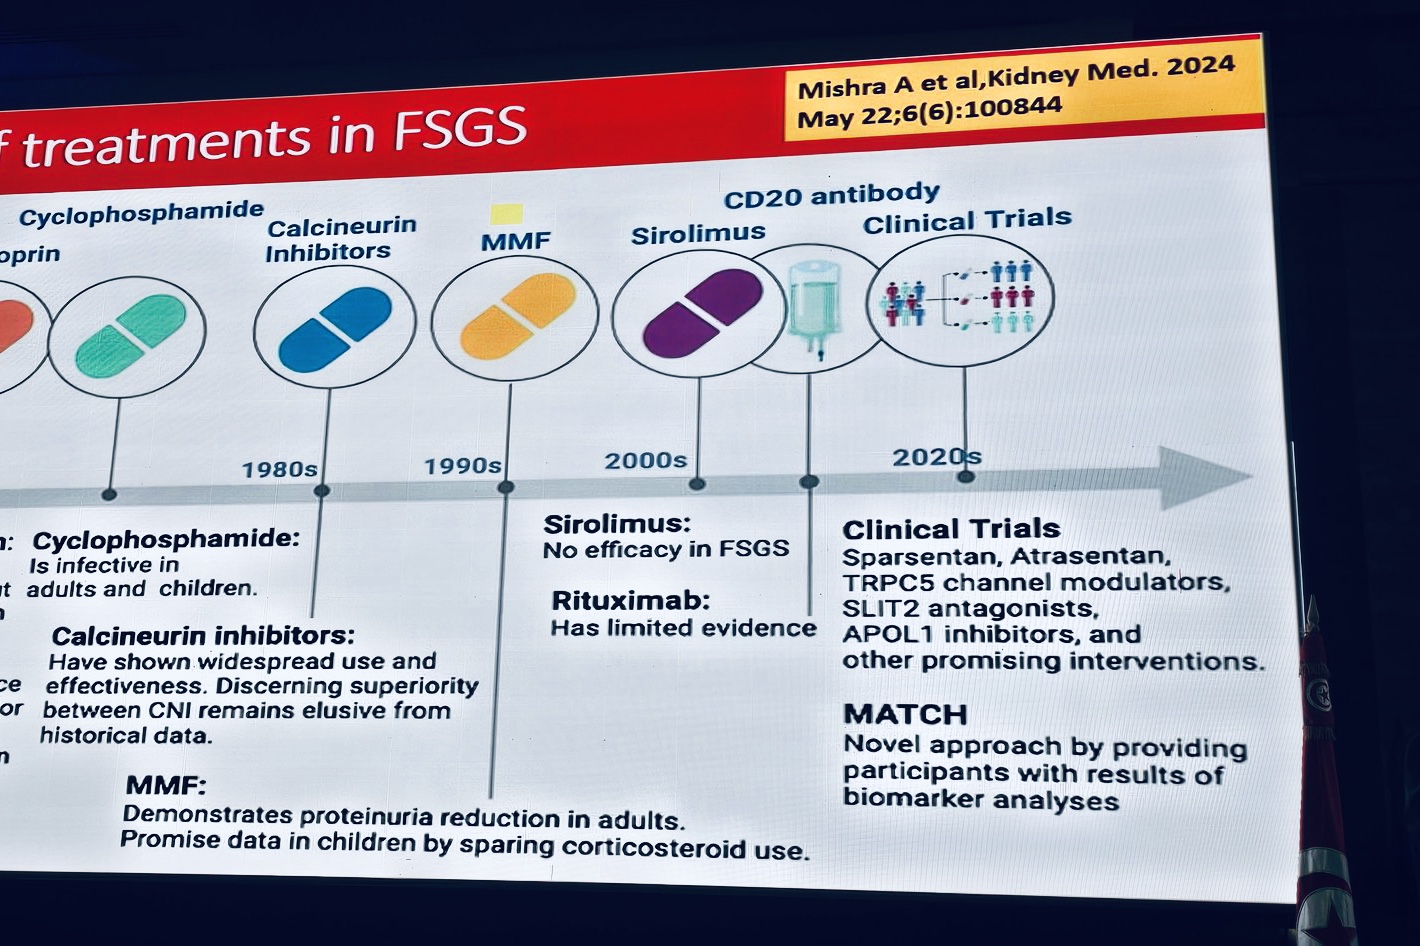 f treatments in FSGS
Mishra A et al,Kidney Med. 2024
May 22;6(6):100844
oprin
Cyclophosphamide
Calcineurin
Inhibitors
MMF
Sirolimus
CD20 antibody
Clinical Trials
1980s
1990s
2000s
2020s
n:
Cyclophosphamide:
Is infective in
t adults and children.
n
Calcineurin inhibitors:
Have shown widespread use and
ce effectiveness. Discerning superiority
or between CNI remains elusive from
historical data.
n
MMF:
Demonstrates proteinuria reduction in adults.
Promise data in children by sparing corticosteroid use.
Sirolimus:
No efficacy in FSGS
Rituximab:
Has limited evidence
Clinical Trials
Sparsentan, Atrasentan,
TRPC5 channel modulators,
SLIT2 antagonists,
APOL1 inhibitors, and
other promising interventions.
MATCH
Novel approach by providing
participants with results of
biomarker analyses